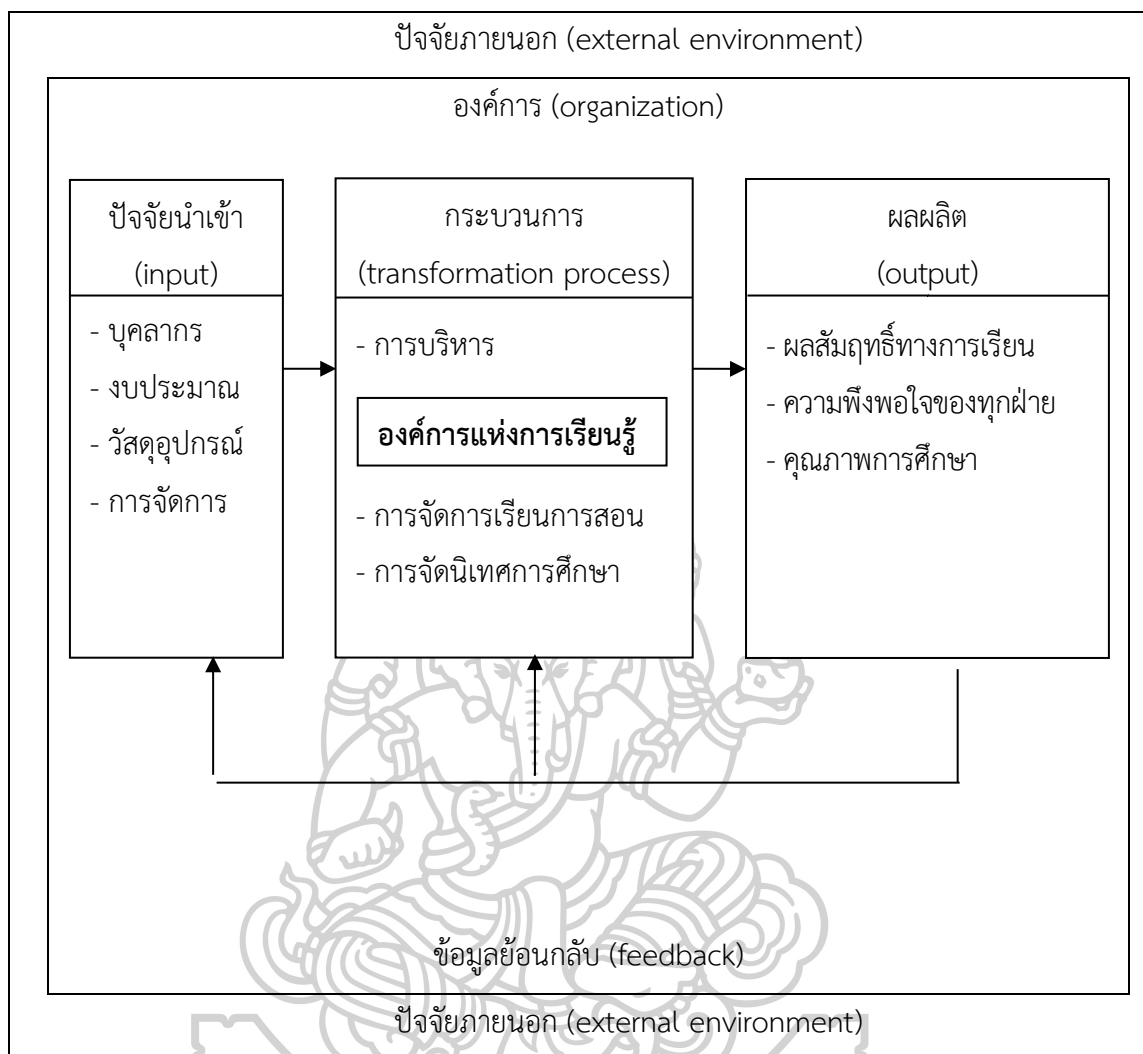 ปัจจัยภายนอก (external environment)
องค์การ (organization)
ปัจจัยนำเข้า
(input)
- บุคลากร
- งบประมาณ
- วัสดุอุปกรณ์
- การจัดการ
กระบวนการ
(transformation process)
- การบริหาร
องค์การแห่งการเรียนรู้
- การจัดการเรียนการสอน
- การจัดนิเทศการศึกษา
ผลผลิต
(output)
- ผลสัมฤทธิ์ทางการเรียน
- ความพึงพอใจของทุกฝ่าย
- คุณภาพการศึกษา
ข้อมูลย้อนกลับ (feedback)
ปัจจัยภายนอก (external environment)